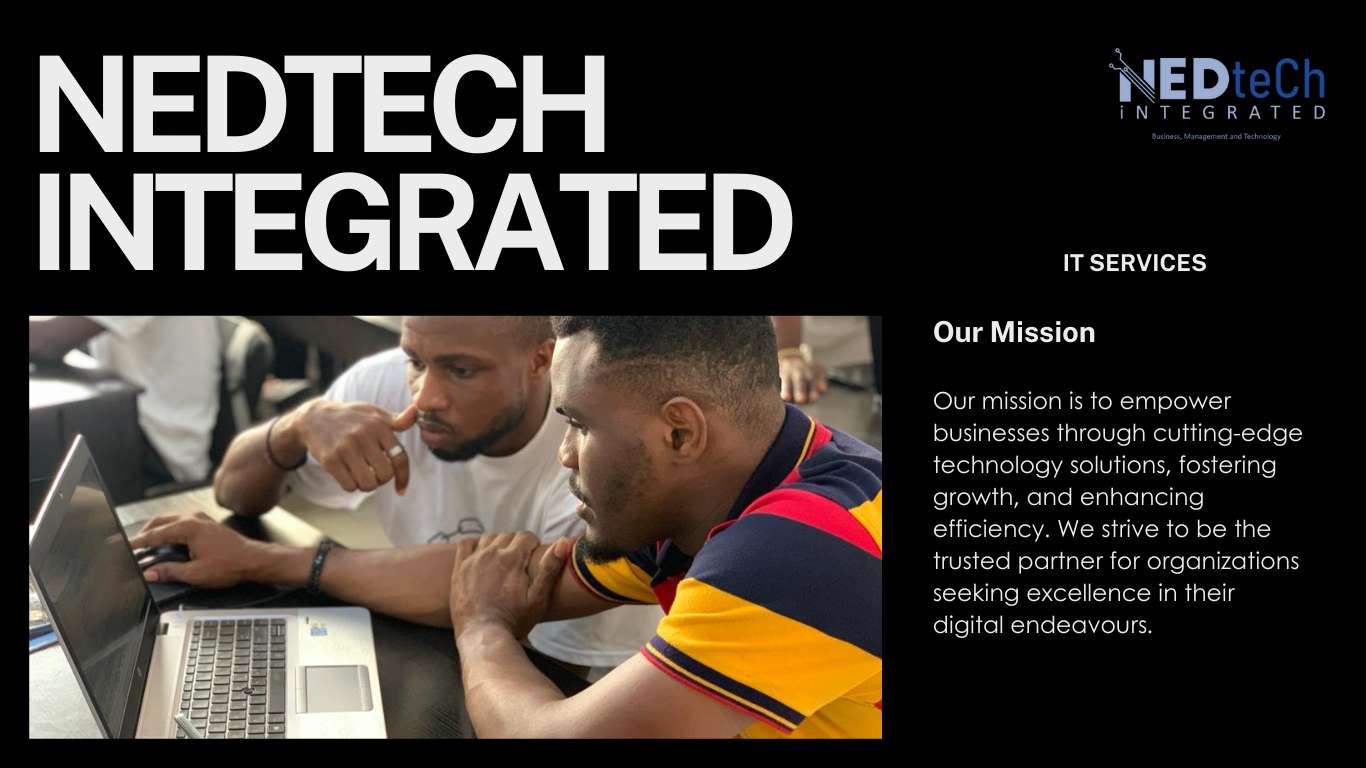 NEDTECH
INTEGRATED
NEDteCh
iNTEGRATED
Business, Management and Technology
IT SERVICES
Our Mission
Our mission is to empower
businesses through cutting-edge
technology solutions, fostering
growth, and enhancing
efficiency. We strive to be the
trusted partner for organizations
seeking excellence in their
digital endeavours.